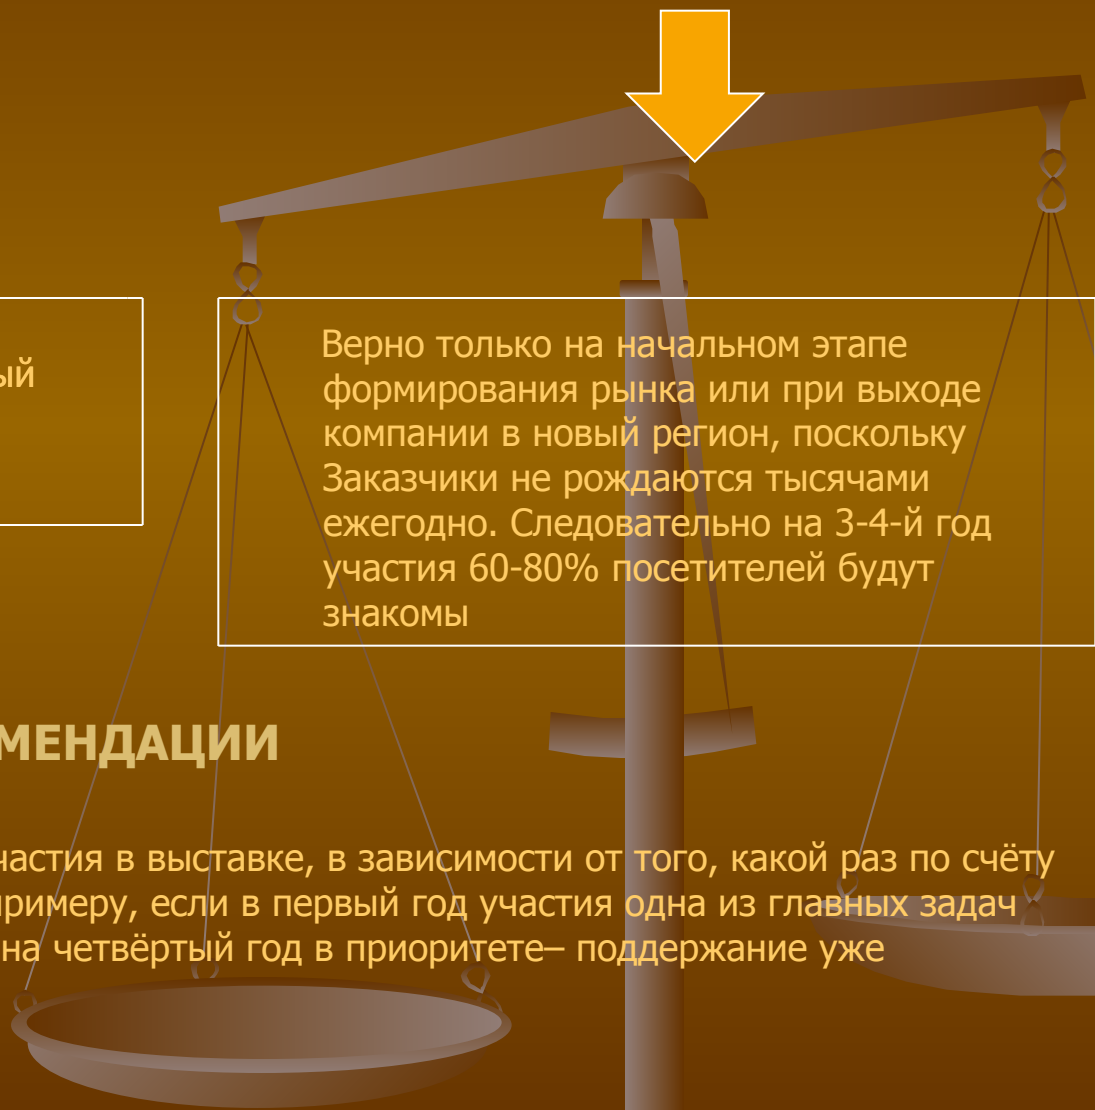 ый
Верно только на начальном этапе
формирования рынка или при выходе
компании в новый регион, поскольку
Заказчики не рождаются тысячами
ежегодно. Следовательно на 3-4-й год
участия 60-80% посетителей будут
знакомы
МЕНДАЦИИ
частия в выставке, в зависимости от того, какой раз по счёту
примеру, если в первый год участия одна из главных задач
на четвёртый год в приоритете– поддержание уже